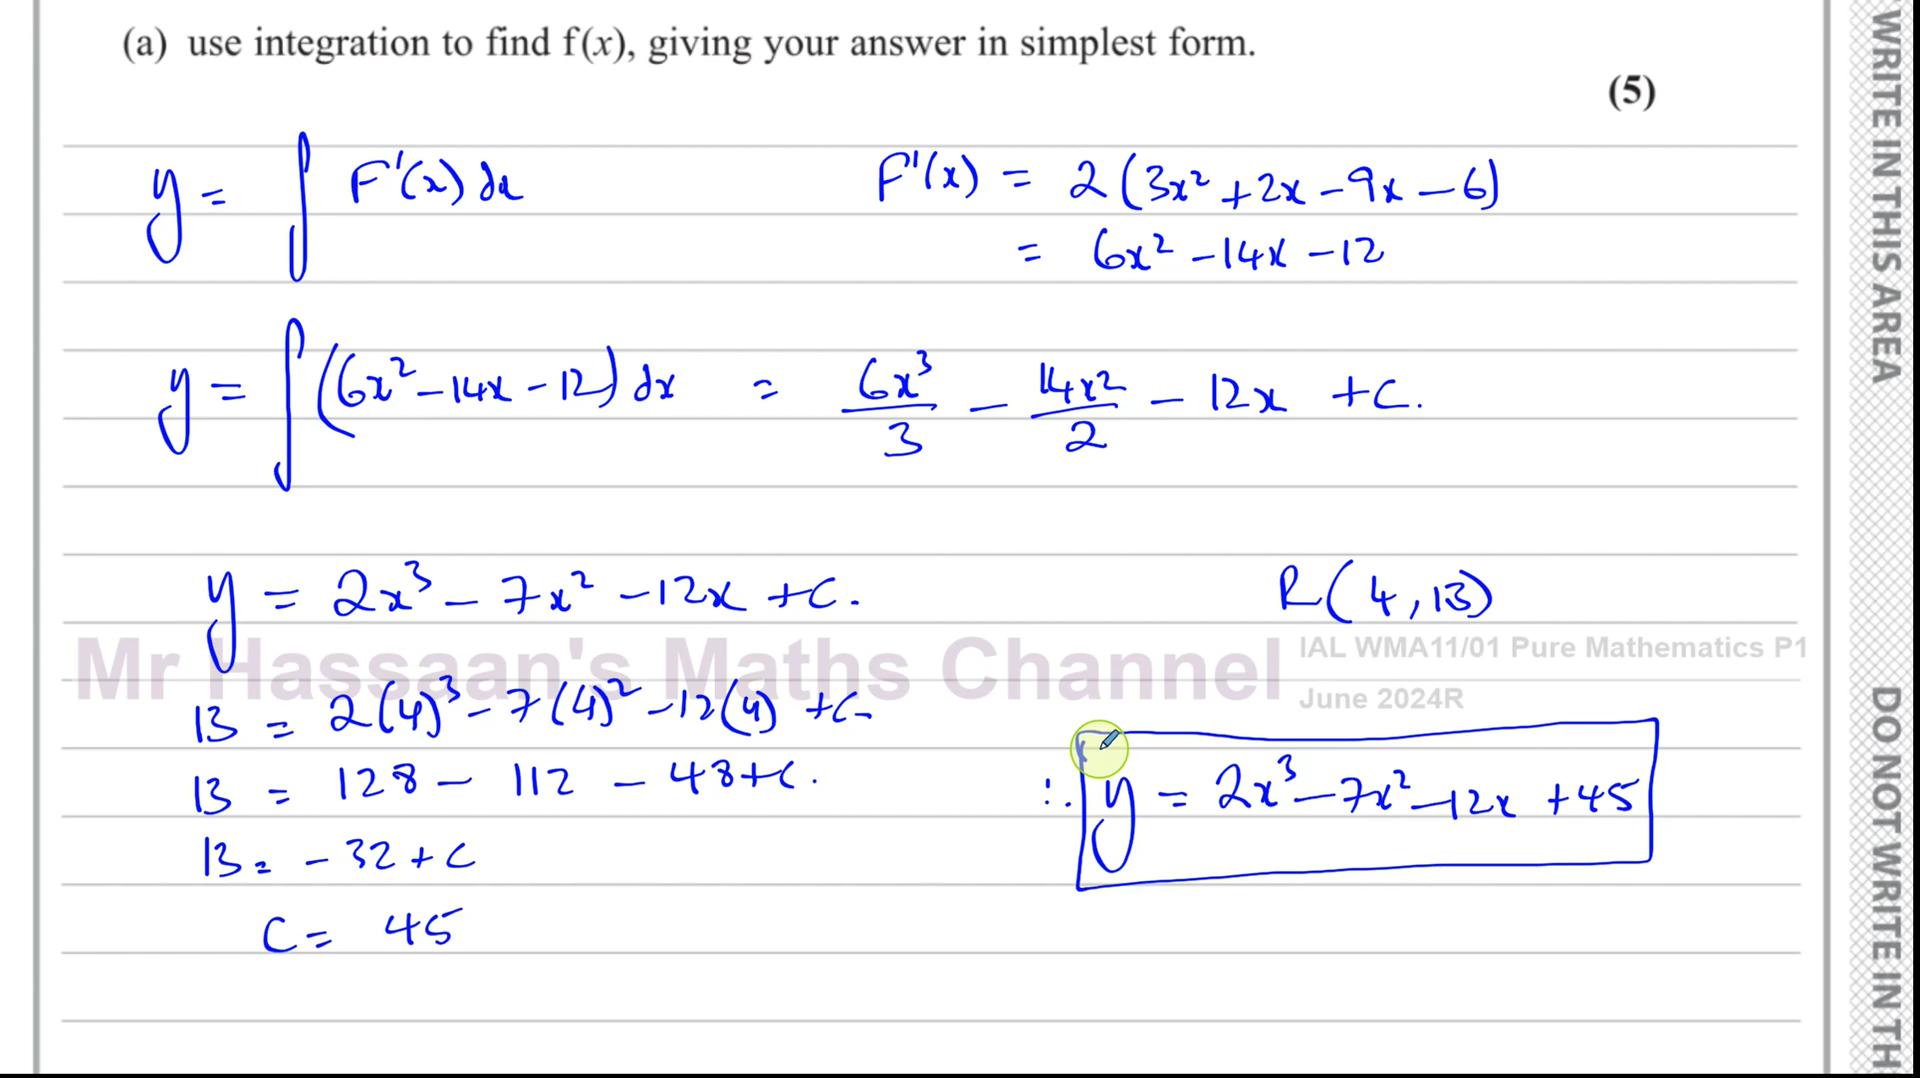 (a) use integration to find f(x), giving your answer in simplest form.
(5)
y = ∫ F'(x) dx
F'(x) = 2(3x² + 2x - 9x - 6)
= 6x² - 14x - 12
y = ∫ (6x² - 14x - 12) dx = 6x³/3 - 14x²/2 - 12x + C.
y = 2x³ - 7x² - 12x + C.
R(4, 13)
Mr Hassaan's Maths Channel
IAL WMA11/01 Pure Mathematics P1
June 2024R
13 = 2(4)³ - 7(4)² - 12(4) + C
13 = 128 - 112 - 48 + C.
∴ y = 2x³ - 7x² - 12x + 45
13 = - 32 + C
C = 45
WRITE IN THIS AREA
DO NOT WRITE IN TH